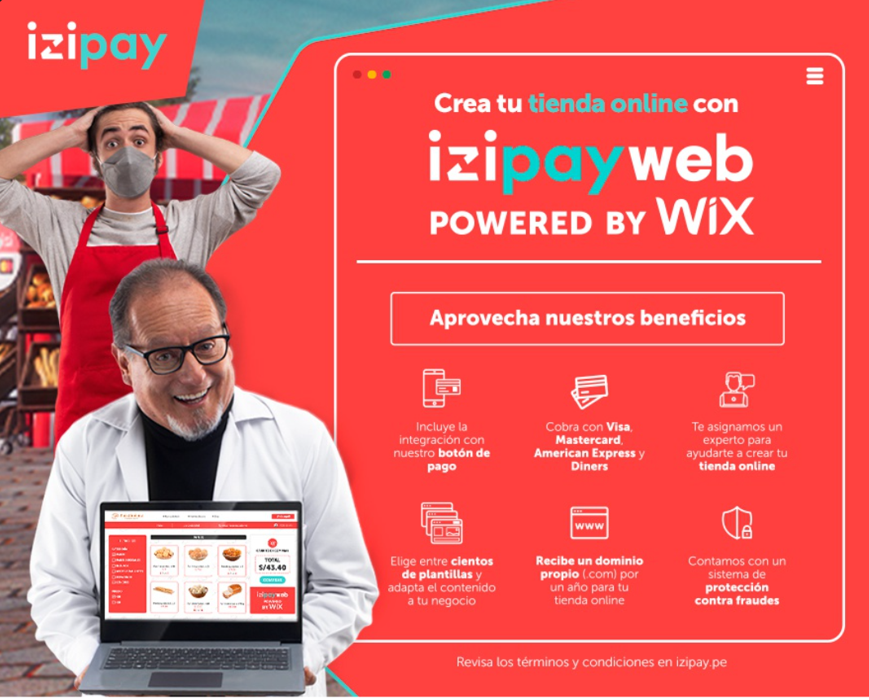 izipay
Crea tu tienda online con
izipayweb
POWERED BY WiX
Aprovecha nuestros beneficios
Incluye la
integración con
nuestro botón de
pago
Cobra con Visa,
Mastercard,
American Express y
Diners
Te asignamos un
experto para
ayudarte a crear tu
tienda online
Elige entre cientos
de plantillas y
adapta el contenido
a tu negocio
www
Recibe un dominio
propio (.com) por
un año para tu
tienda online
Contamos con un
sistema de
protección
contra fraudes
TOTAL
S/43.40
izipayweb
POWERED
BY WiX
Revisa los términos y condiciones en izipay.pe